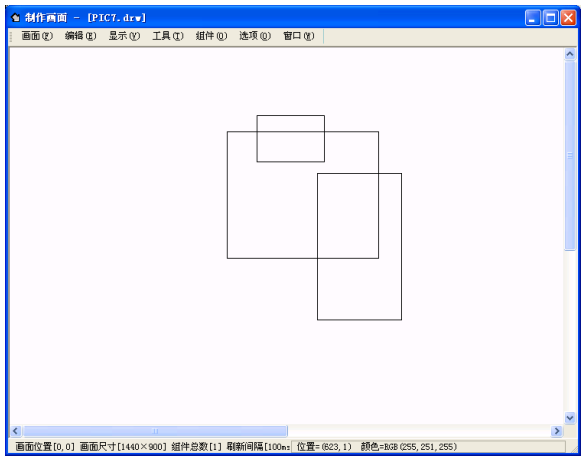 制作画面 - [PIC7.drw]
画面(F) 编辑(E) 显示(V) 工具(T) 组件(O) 选项(O) 窗口(W)
画面位置[0,0] 画面尺寸[1440×900] 组件总数[1] 刷新间隔[100ms 位置=(623,1) 颜色=RGB(255,251,255)